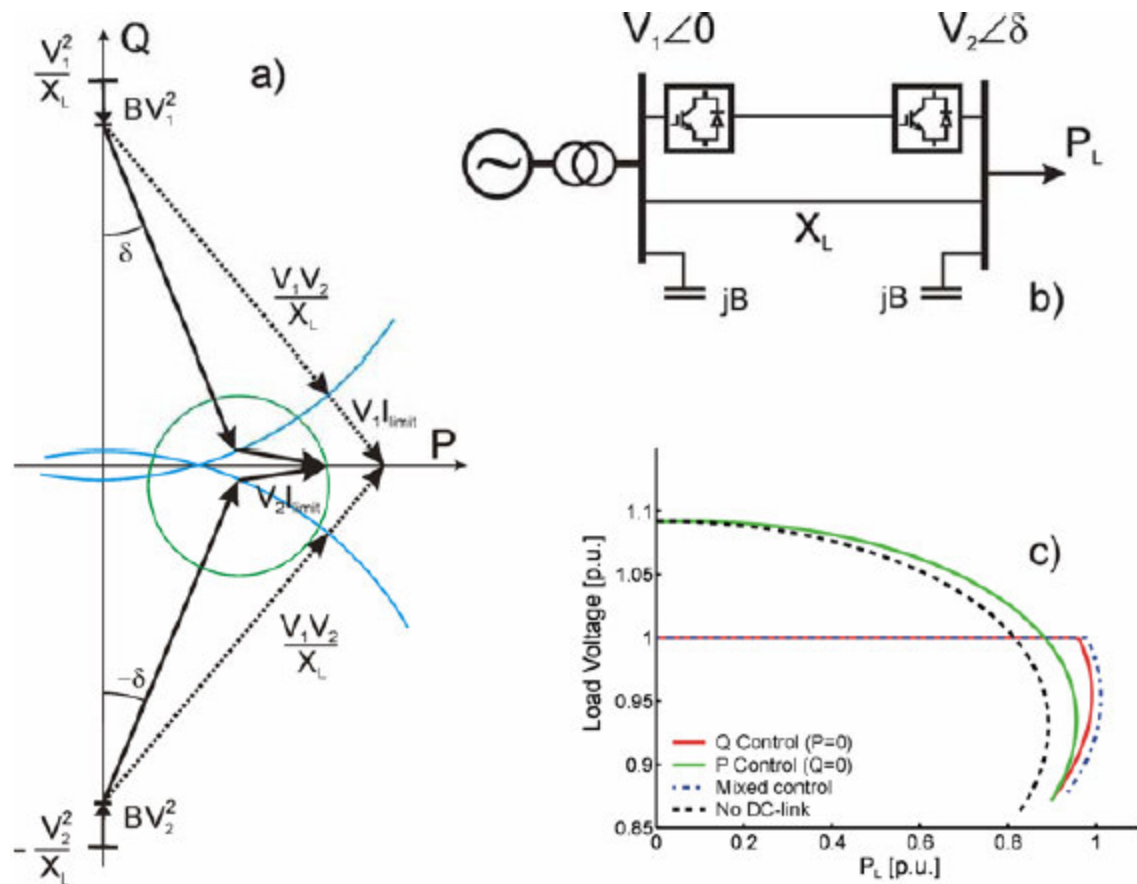 Q
a)
V₁²
X_L
BV₁²
δ
V₁V₂
X_L
V₁I_limit
P
V₂I_limit
V₁V₂
X_L
-δ
BV₂²
- V₂²
X_L
V₁∠0
V₂∠δ
P_L
X_L
jB
jB
b)
c)
Load Voltage [p.u.]
1.1
1.05
1
0.95
0.9
0.85
Q Control (P=0)
P Control (Q=0)
Mixed control
No DC-link
0
0.2
0.4
0.6
0.8
1
P_L [p.u.]